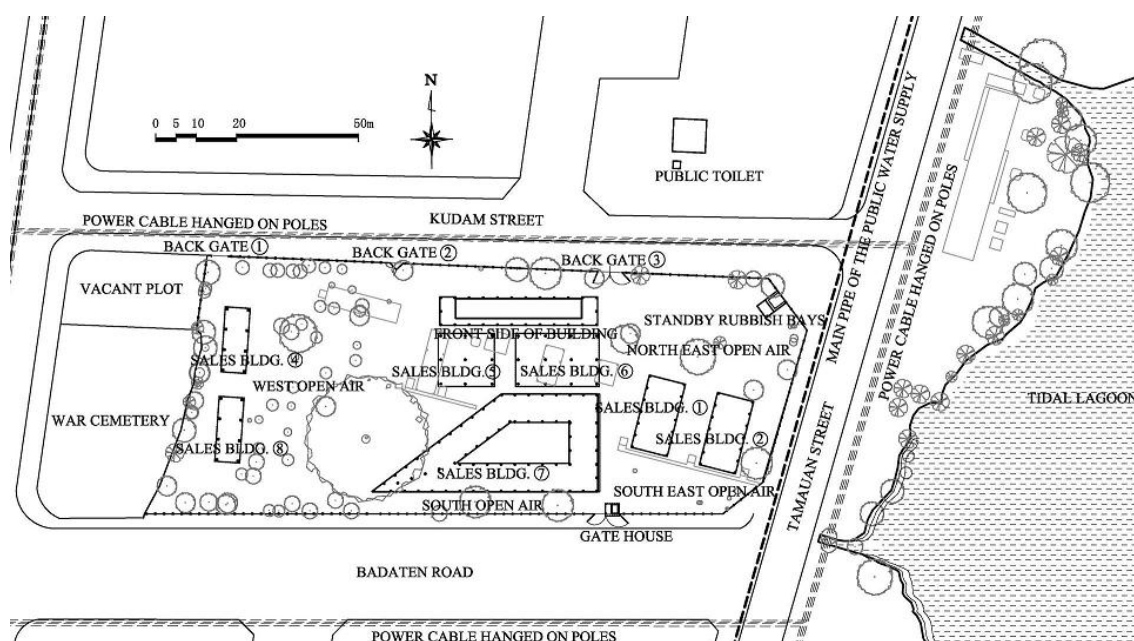 N
0 5 10 20 50m
PUBLIC TOILET
MAIN PIPE OF THE PUBLIC WATER SUPPLY
POWER CABLE HANGED ON POLES
POWER CABLE HANGED ON POLES
KUDAM STREET
BACK GATE ①
BACK GATE ②
BACK GATE ③
VACANT PLOT
STANDBY RUBBISH BAYS
FRONT SIDE OF BUILDING
NORTH EAST OPEN AIR
SALES BLDG. ④
WEST OPEN AIR
SALES BLDG. ⑤
SALES BLDG. ⑥
TIDAL LAGOON
WAR CEMETERY
SALES BLDG. ①
SALES BLDG. ②
SALES BLDG. ⑧
SALES BLDG. ⑦
SOUTH EAST OPEN AIR
SOUTH OPEN AIR
TAMAUAN STREET
GATE HOUSE
BADATEN ROAD
POWER CABLE HANGED ON POLES